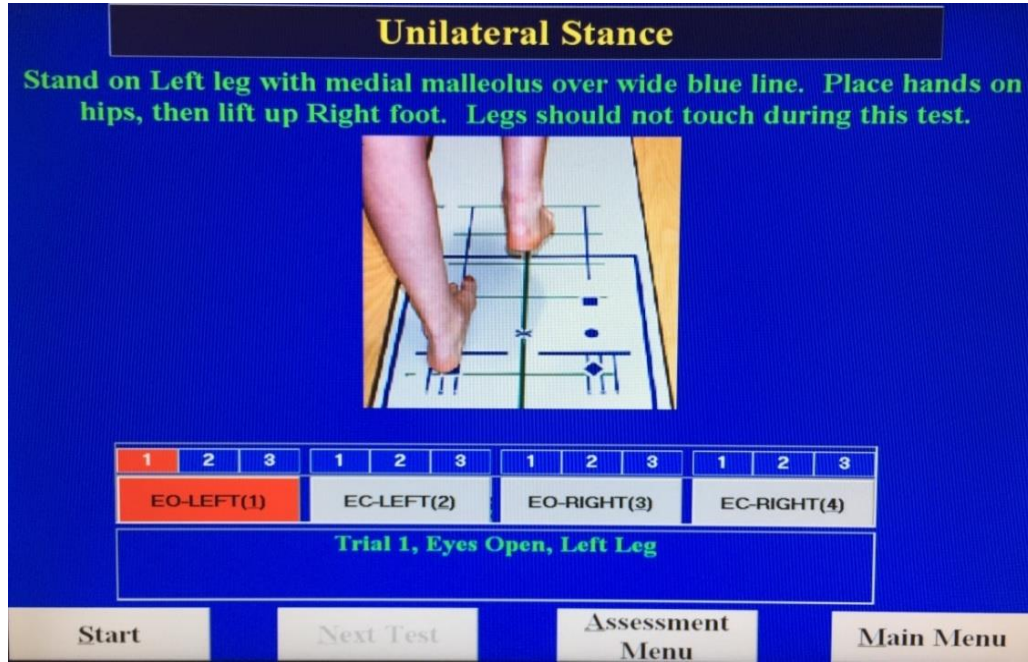 Unilateral Stance
Stand on Left leg with medial malleolus over wide blue line. Place hands on
hips, then lift up Right foot. Legs should not touch during this test.
1 2 3 1 2 3 1 2 3 1 2 3
EO-LEFT(1) EC-LEFT(2) EO-RIGHT(3) EC-RIGHT(4)
Trial 1, Eyes Open, Left Leg
Start Next Test Assessment Menu Main Menu